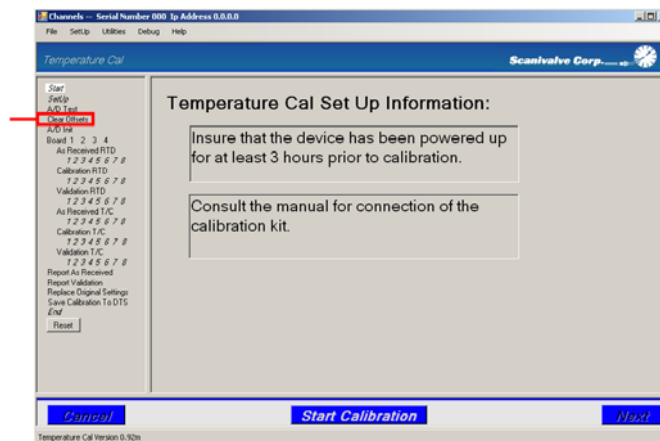 Channels -- Serial Number 000 Ip Address 0.0.0.0
File SetUp Utilities Debug Help
Temperature Cal
Scanivalve Corp.
Start
SetUp
A/D Test
Clear Offsets
A/D Init
Board 1 2 3 4
As Received RTD
1 2 3 4 5 6 7 8
Calibration RTD
1 2 3 4 5 6 7 8
Validation RTD
1 2 3 4 5 6 7 8
As Received T/C
1 2 3 4 5 6 7 8
Calibration T/C
1 2 3 4 5 6 7 8
Validation T/C
1 2 3 4 5 6 7 8
Report As Received
Report Validation
Replace Original Settings
Save Calibration To DTS
End
Reset
Temperature Cal Set Up Information:
Insure that the device has been powered up
for at least 3 hours prior to calibration.
Consult the manual for connection of the
calibration kit.
Cancel
Start Calibration
Next
Temperature Cal Version 0.92m